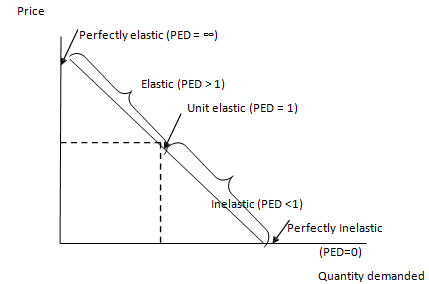 Price
Perfectly elastic (PED = ∞)
Elastic (PED > 1)
Unit elastic (PED = 1)
Inelastic (PED <1)
Perfectly Inelastic
(PED=0)
Quantity demanded